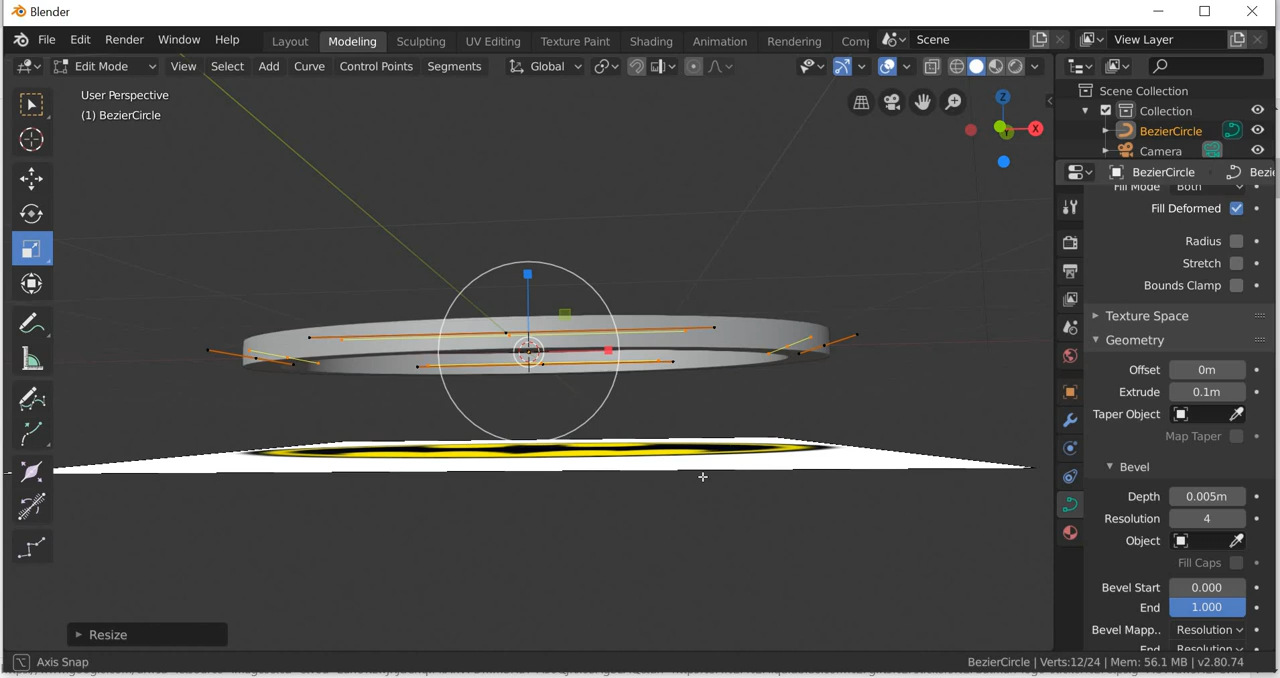 Blender
File Edit Render Window Help Layout Modeling Sculpting UV Editing Texture Paint Shading Animation Rendering Comp Scene View Layer
Edit Mode View Select Add Curve Control Points Segments Global
User Perspective
(1) BezierCircle
Z
X
Y
Scene Collection
Collection
BezierCircle
Camera
BezierCircle Bezi
Fill Mode Both
Fill Deformed
Radius
Stretch
Bounds Clamp
Texture Space
Geometry
Offset 0m
Extrude 0.1m
Taper Object
Map Taper
Bevel
Depth 0.005m
Resolution 4
Object
Fill Caps
Bevel Start 0.000
End 1.000
Bevel Mapp.. Resolution
End Resolution
Resize
Axis Snap
BezierCircle | Verts:12/24 | Mem: 56.1 MB | v2.80.74